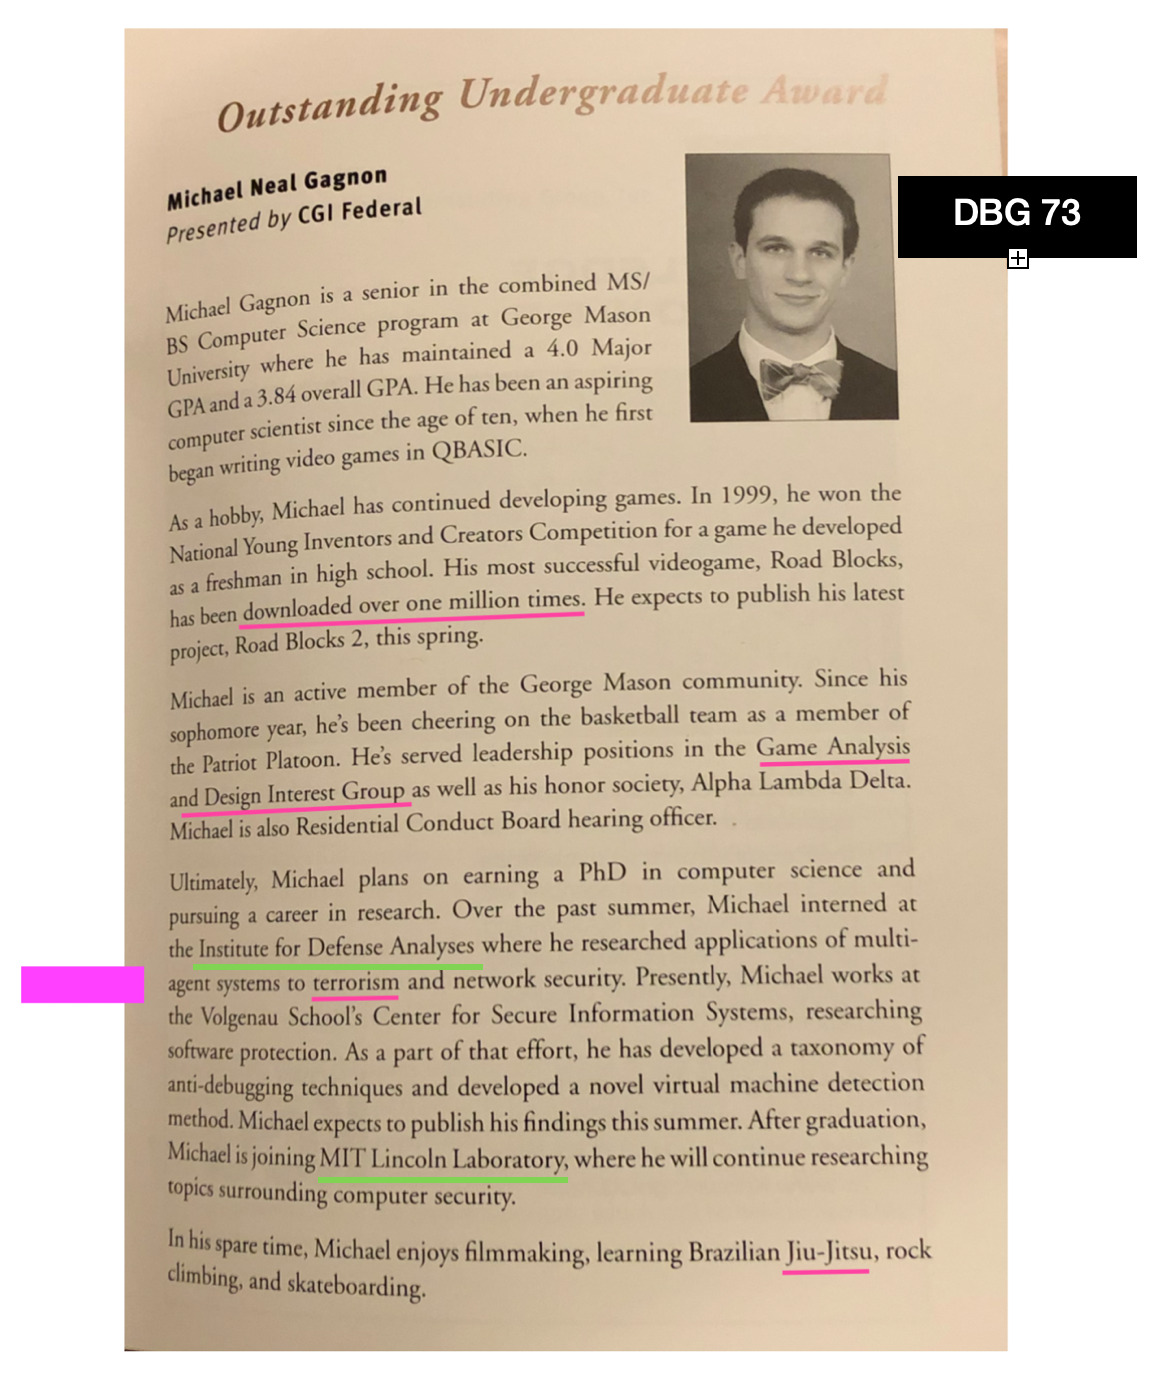 Outstanding Undergraduate Award
DBG 73
Michael Neal Gagnon
Presented by CGI Federal
Michael Gagnon is a senior in the combined MS/
BS Computer Science program at George Mason
University where he has maintained a 4.0 Major
GPA and a 3.84 overall GPA. He has been an aspiring
computer scientist since the age of ten, when he first
began writing video games in QBASIC.
As a hobby, Michael has continued developing games. In 1999, he won the
National Young Inventors and Creators Competition for a game he developed
as a freshman in high school. His most successful videogame, Road Blocks,
has been downloaded over one million times. He expects to publish his latest
project, Road Blocks 2, this spring.
Michael is an active member of the George Mason community. Since his
sophomore year, he's been cheering on the basketball team as a member of
the Patriot Platoon. He's served leadership positions in the Game Analysis
and Design Interest Group as well as his honor society, Alpha Lambda Delta.
Michael is also Residential Conduct Board hearing officer.
Ultimately, Michael plans on earning a PhD in computer science and
pursuing a career in research. Over the past summer, Michael interned at
the Institute for Defense Analyses where he researched applications of multi-
agent systems to terrorism and network security. Presently, Michael works at
the Volgenau School's Center for Secure Information Systems, researching
software protection. As a part of that effort, he has developed a taxonomy of
anti-debugging techniques and developed a novel virtual machine detection
method. Michael expects to publish his findings this summer. After graduation,
Michael is joining MIT Lincoln Laboratory, where he will continue researching
topics surrounding computer security.
In his spare time, Michael enjoys filmmaking, learning Brazilian Jiu-Jitsu, rock
climbing, and skateboarding.